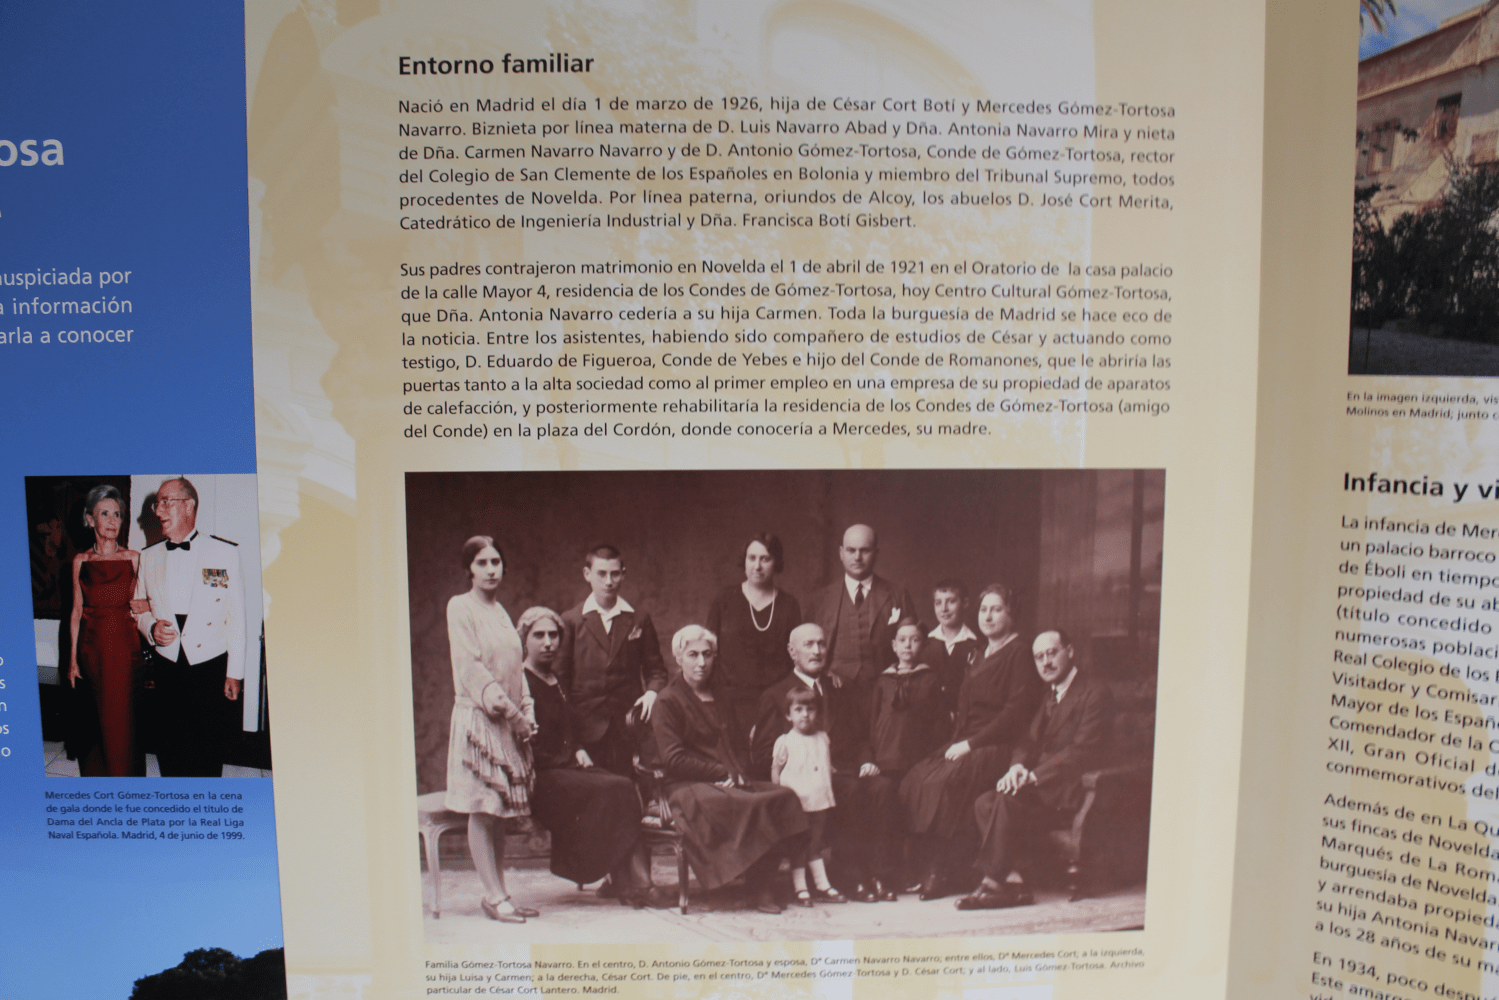 osa
auspiciada por
a información
arla a conocer
Mercedes Cort Gómez-Tortosa en la cena
de gala donde le fue concedido el título de
Dama del Ancla de Plata por la Real Liga
Naval Española. Madrid, 4 de junio de 1999.
Entorno familiar
Nació en Madrid el día 1 de marzo de 1926, hija de César Cort Botí y Mercedes Gómez-Tortosa
Navarro. Biznieta por línea materna de D. Luis Navarro Abad y Dña. Antonia Navarro Mira y nieta
de Dña. Carmen Navarro Navarro y de D. Antonio Gómez-Tortosa, Conde de Gómez-Tortosa, rector
del Colegio de San Clemente de los Españoles en Bolonia y miembro del Tribunal Supremo, todos
procedentes de Novelda. Por línea paterna, oriundos de Alcoy, los abuelos D. José Cort Merita,
Catedrático de Ingeniería Industrial y Dña. Francisca Botí Gisbert.
Sus padres contrajeron matrimonio en Novelda el 1 de abril de 1921 en el Oratorio de la casa palacio
de la calle Mayor 4, residencia de los Condes de Gómez-Tortosa, hoy Centro Cultural Gómez-Tortosa,
que Dña. Antonia Navarro cedería a su hija Carmen. Toda la burguesía de Madrid se hace eco de
la noticia. Entre los asistentes, habiendo sido compañero de estudios de César y actuando como
testigo, D. Eduardo de Figueroa, Conde de Yebes e hijo del Conde de Romanones, que le abriría las
puertas tanto a la alta sociedad como al primer empleo en una empresa de su propiedad de aparatos
de calefacción, y posteriormente rehabilitaría la residencia de los Condes de Gómez-Tortosa (amigo
del Conde) en la plaza del Cordón, donde conocería a Mercedes, su madre.
Familia Gómez-Tortosa Navarro. En el centro, D. Antonio Gómez-Tortosa y esposa, Dª Carmen Navarro Navarro; entre ellos, Dª Mercedes Cort; a la izquierda,
su hija Luisa y Carmen; a la derecha, César Cort. De pie, en el centro, Dª Mercedes Gómez-Tortosa y D. César Cort; y al lado, Luis Gómez-Tortosa. Archivo
particular de César Cort Lantero. Madrid.
En la imagen izquierda, vis
Molinos en Madrid, junto c
Infancia y vi
La infancia de Mer
un palacio barroco
de Éboli en tiempo
propiedad de su ab
(título concedido
numerosas poblaci
Real Colegio de los
Visitador y Comisar
Mayor de los Españ
Comendador de la
XII, Gran Oficial d
conmemorativos del
Además de en La Qu
sus fincas de Novelda
Marqués de La Rom
burguesía de Novelda
y arrendaba propied
su hija Antonia Navar
a los 28 años de su m
En 1934, poco despu
Este amar